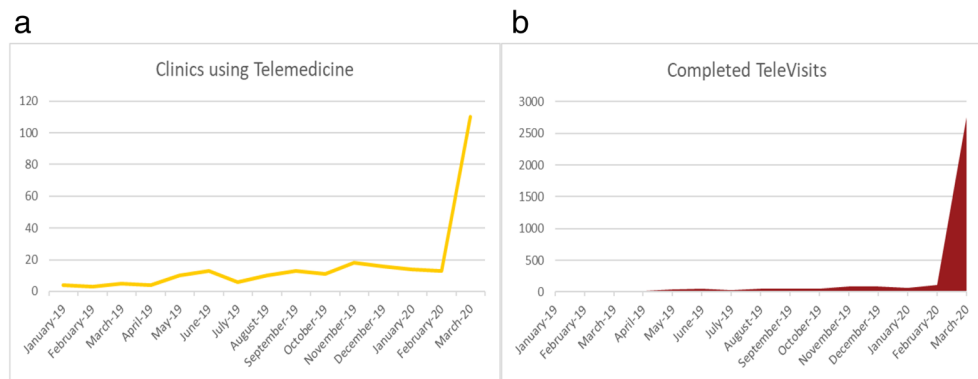 a
Clinics using Telemedicine
120
100
80
60
40
20
0
January-19
February-19
March-19
April-19
May-19
June-19
July-19
August-19
September-19
October-19
November-19
December-19
January-20
February-20
March-20
b
Completed TeleVisits
3000
2500
2000
1500
1000
500
0
January-19
February-19
March-19
April-19
May-19
June-19
July-19
August-19
September-19
October-19
November-19
December-19
January-20
February-20
March-20